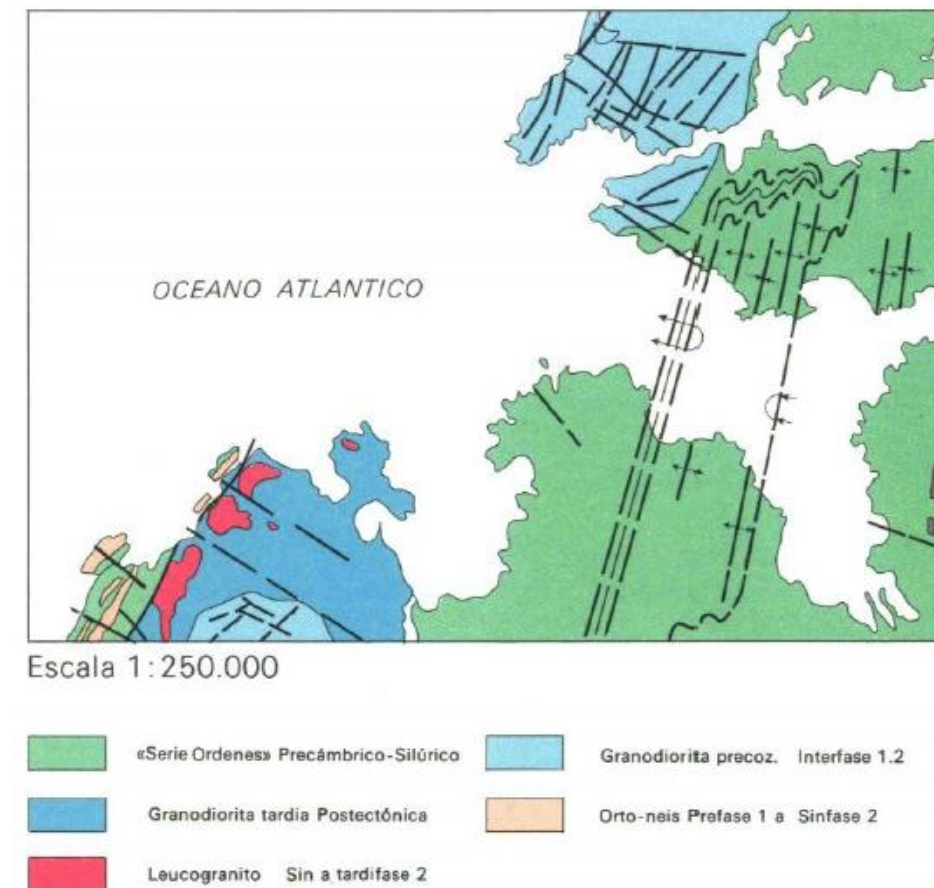 OCEANO ATLANTICO
Escala 1:250.000
«Serie Ordenes» Precámbrico-Silúrico
Granodiorita precoz. Interfase 1.2
Granodiorita tardia Postectónica
Orto-neis Prefase 1 a Sinfase 2
Leucogranito Sin a tardifase 2